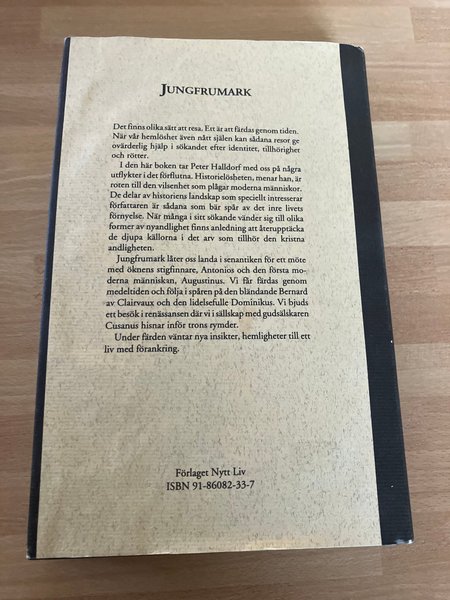 JUNGFRUMARK
Det finns olika sätt att resa. Ett är att färdas genom tiden.
När vår hemlöshet även nått själen kan sådana resor ge
ovärderlig hjälp i sökandet efter identitet, tillhörighet
och rötter.
I den här boken tar Peter Halldorf med oss på några
utflykter i det förflutna. Historielösheten, menar han, är
roten till den vilsenhet som plågar moderna människor.
De delar av historiens landskap som speciellt intresserar
författaren är sådana som bär spår av det inre livets
förnyelse. När många i sitt sökande vänder sig till olika
former av nyandlighet finns anledning att återupptäcka
de djupa källorna i det arv som tillhör den kristna
andligheten.
Jungfrumark låter oss landa i senantiken för ett möte
med öknens stigfinnare, Antonios och den första mo-
derna människan, Augustinus. Vi får färdas genom
medeltiden och följa i spåren på den bländande Bernard
av Clairvaux och den lidelsefulle Dominikus. Vi bjuds
ett besök i renässansen där vi i sällskap med gudsälskaren
Cusanus hisnar inför trons rymder.
Under färden väntar nya insikter, hemligheter till ett
liv med förankring.
Förlaget Nytt Liv
ISBN 91-86082-33-7